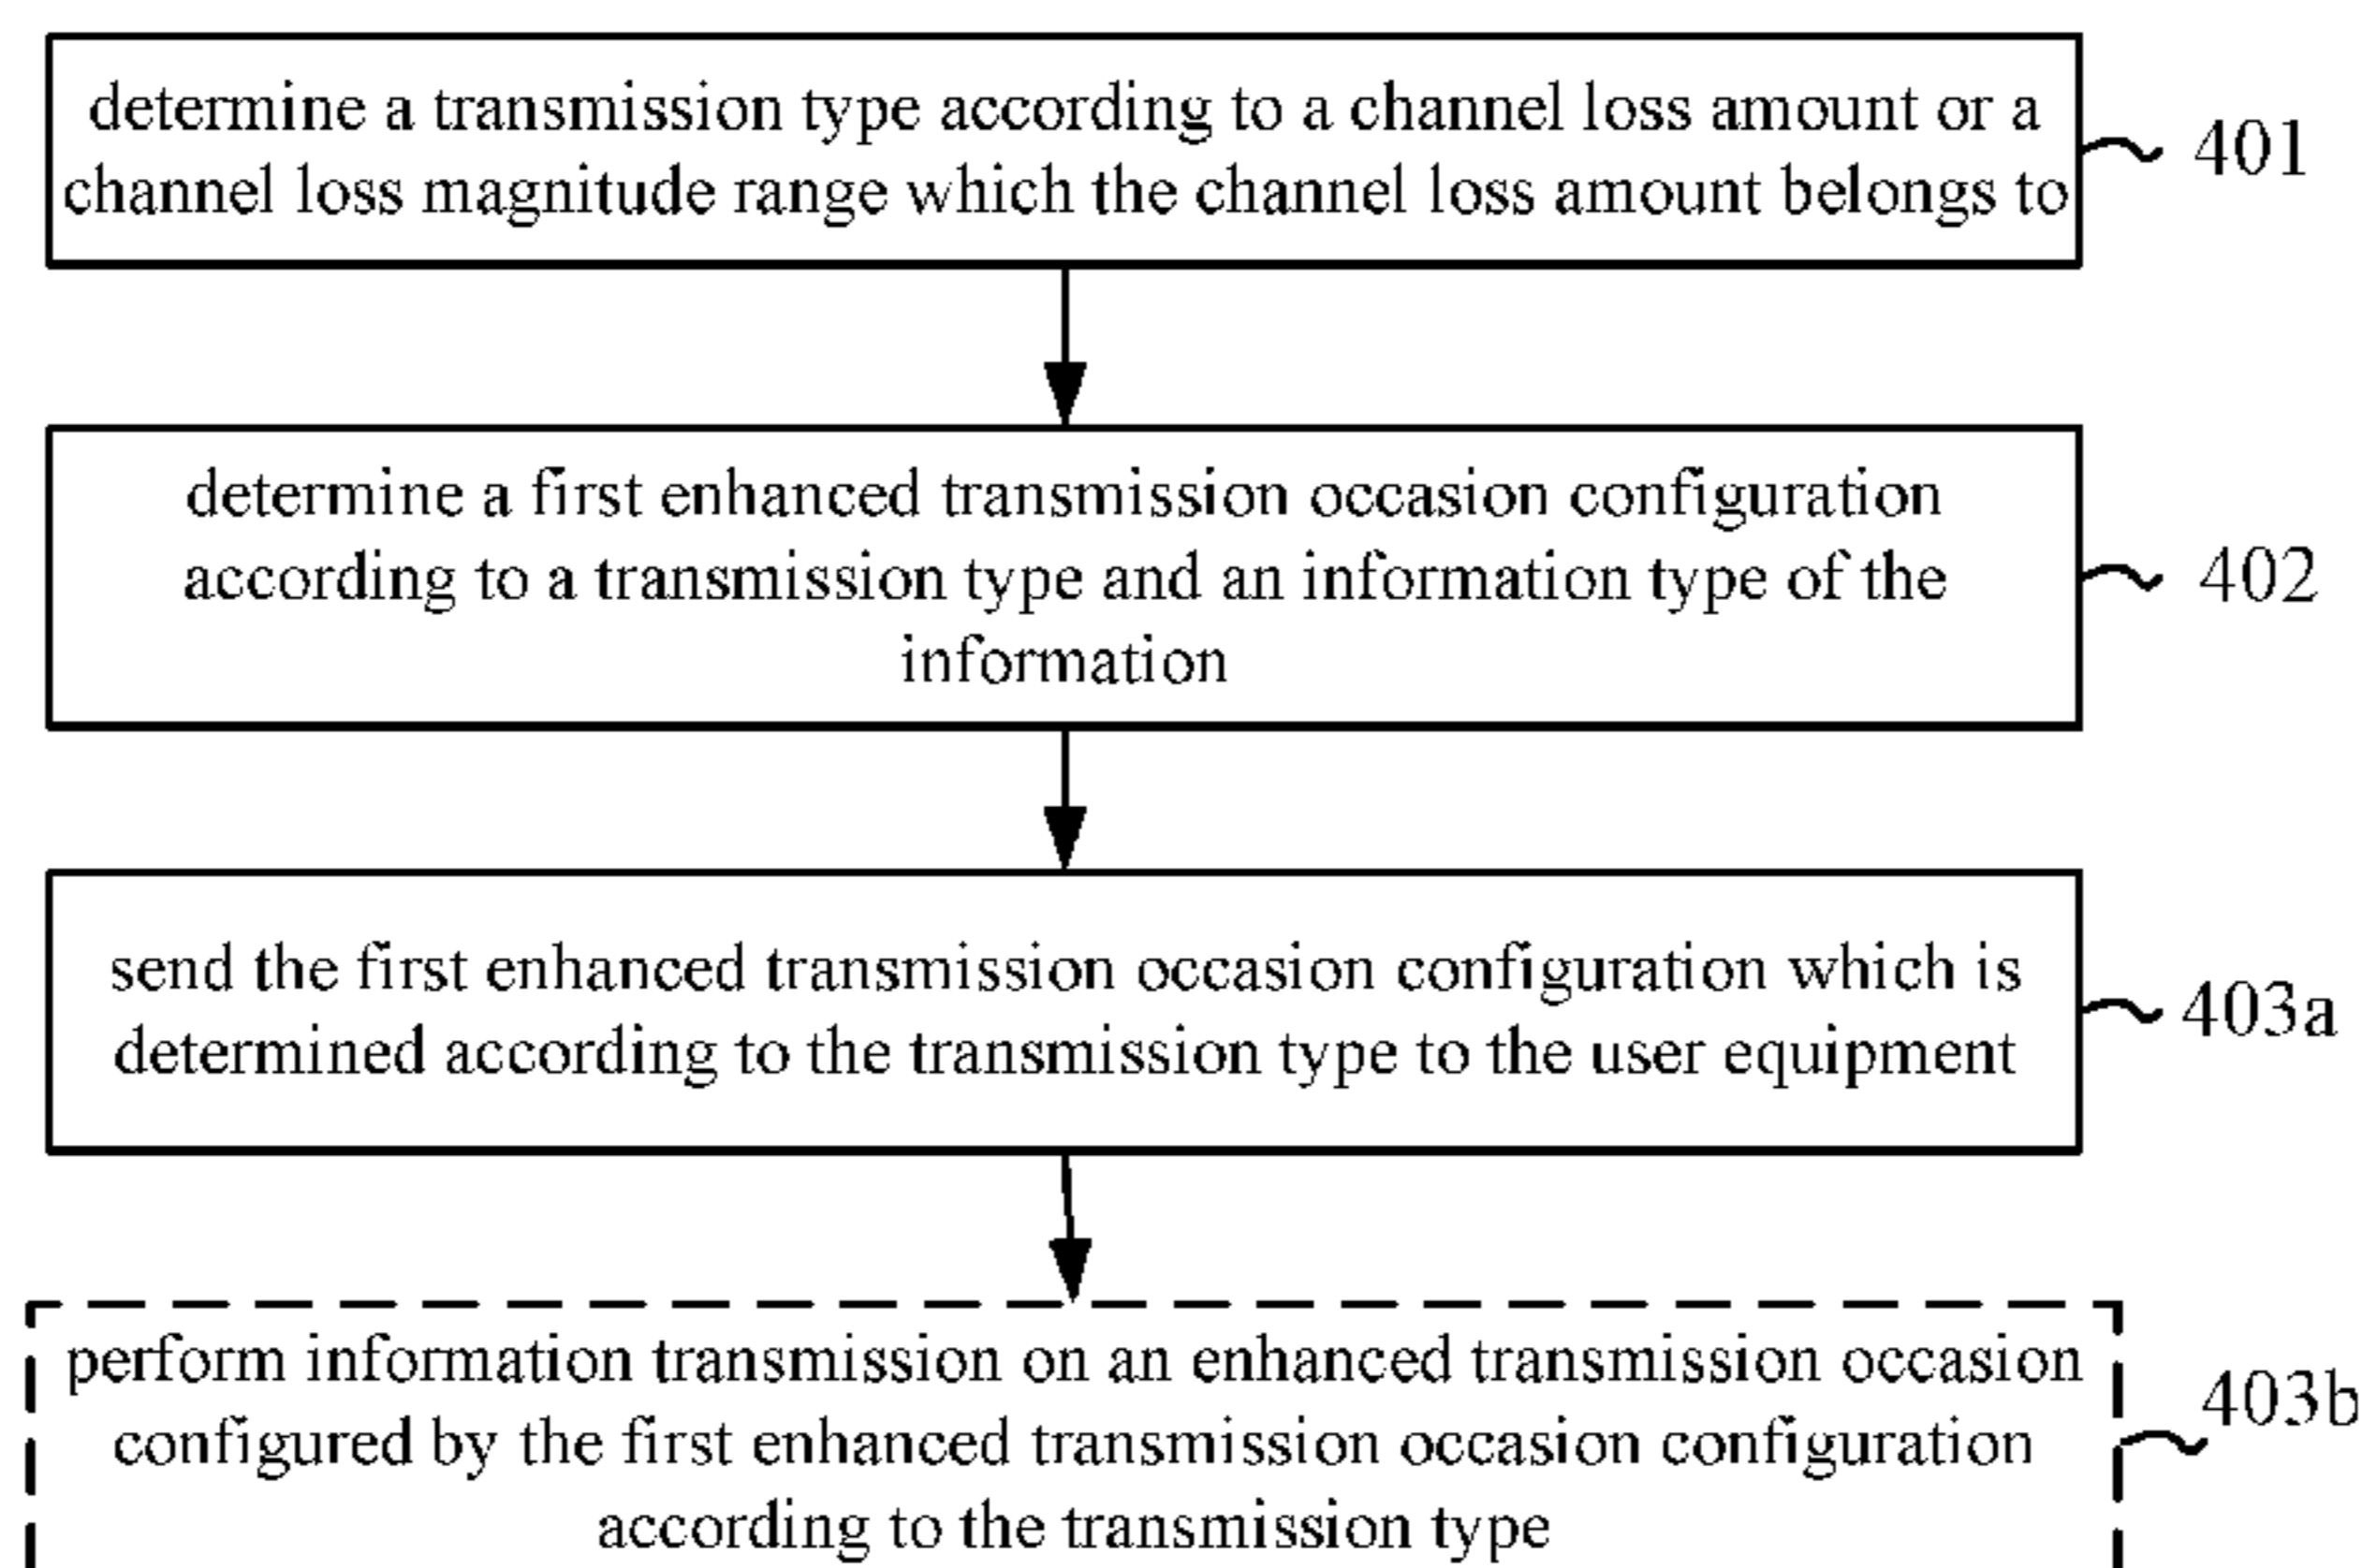 determine a transmission type according to a channel loss amount or a
channel loss magnitude range which the channel loss amount belongs to
401
determine a first enhanced transmission occasion configuration
according to a transmission type and an information type of the
information
402
send the first enhanced transmission occasion configuration which is
determined according to the transmission type to the user equipment
403a
perform information transmission on an enhanced transmission occasion
configured by the first enhanced transmission occasion configuration
according to the transmission type
403b